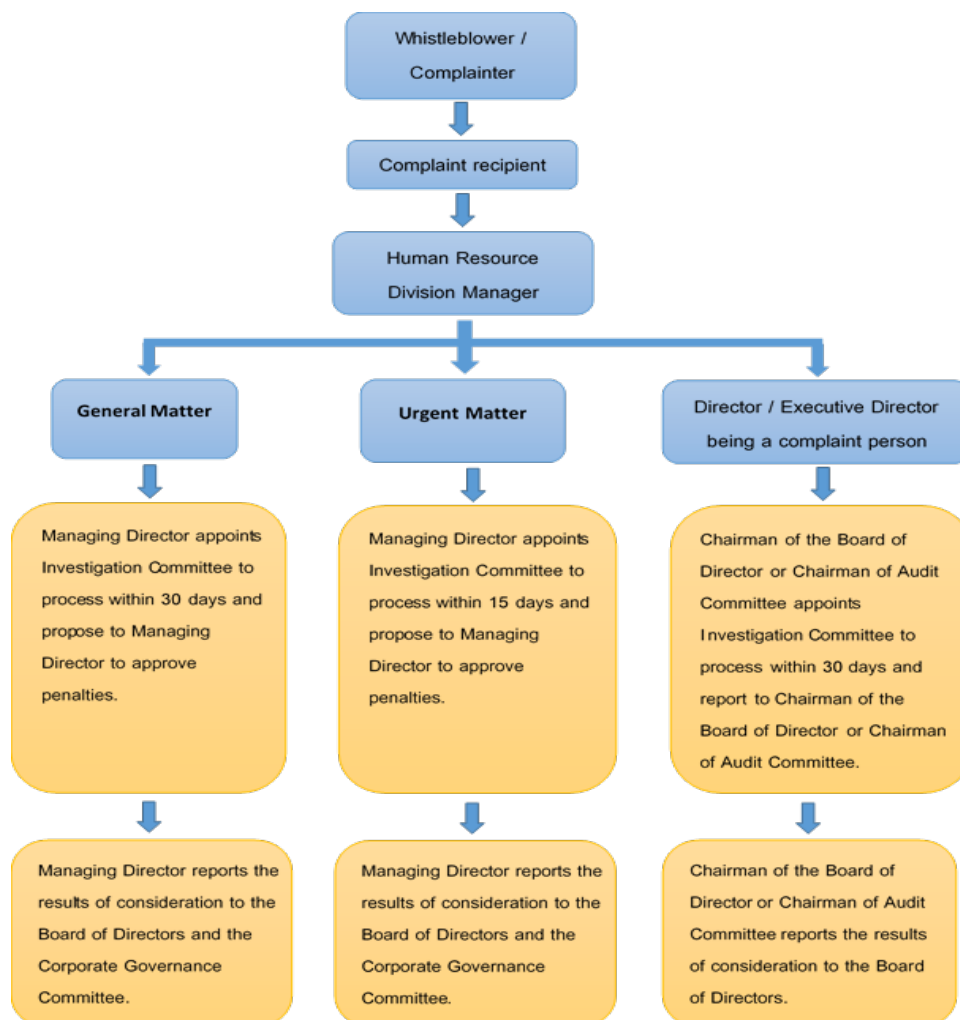 Whistleblower /
Complainter
Complaint recipient
Human Resource
Division Manager
General Matter
Urgent Matter
Director / Executive Director
being a complaint person
Managing Director appoints
Investigation Committee to
process within 30 days and
propose to Managing
Director to approve
penalties.
Managing Director appoints
Investigation Committee to
process within 15 days and
propose to Managing
Director to approve
penalties.
Chairman of the Board of
Director or Chairman of Audit
Committee appoints
Investigation Committee to
process within 30 days and
report to Chairman of the
Board of Director or Chairman
of Audit Committee.
Managing Director reports the
results of consideration to the
Board of Directors and the
Corporate Governance
Committee.
Managing Director reports the
results of consideration to the
Board of Directors and the
Corporate Governance
Committee.
Chairman of the Board of
Director or Chairman of Audit
Committee reports the results
of consideration to the Board
of Directors.